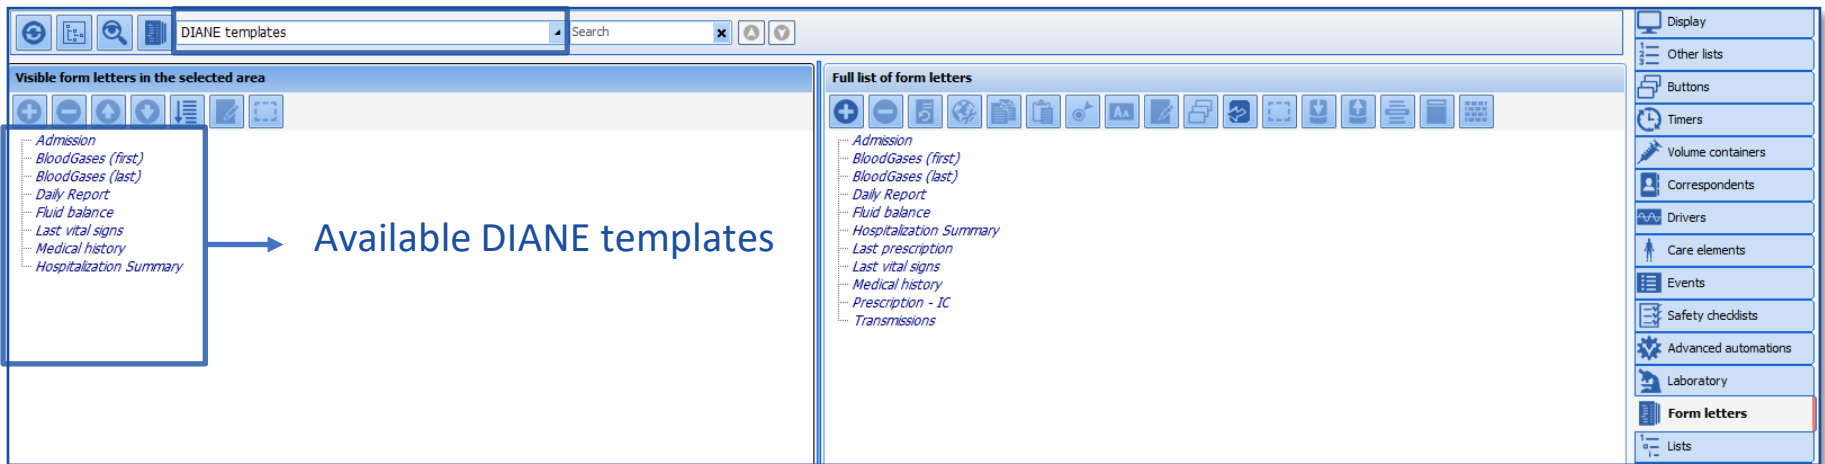 DIANE templates
Search
Visible form letters in the selected area
Admission
BloodGases (first)
BloodGases (last)
Daily Report
Fluid balance
Last vital signs
Medical history
Hospitalization Summary
Available DIANE templates
Full list of form letters
Admission
BloodGases (first)
BloodGases (last)
Daily Report
Fluid balance
Hospitalization Summary
Last prescription
Last vital signs
Medical history
Prescription - IC
Transmissions
Display
Other lists
Buttons
Timers
Volume containers
Correspondents
Drivers
Care elements
Events
Safety checklists
Advanced automations
Laboratory
Form letters
Lists